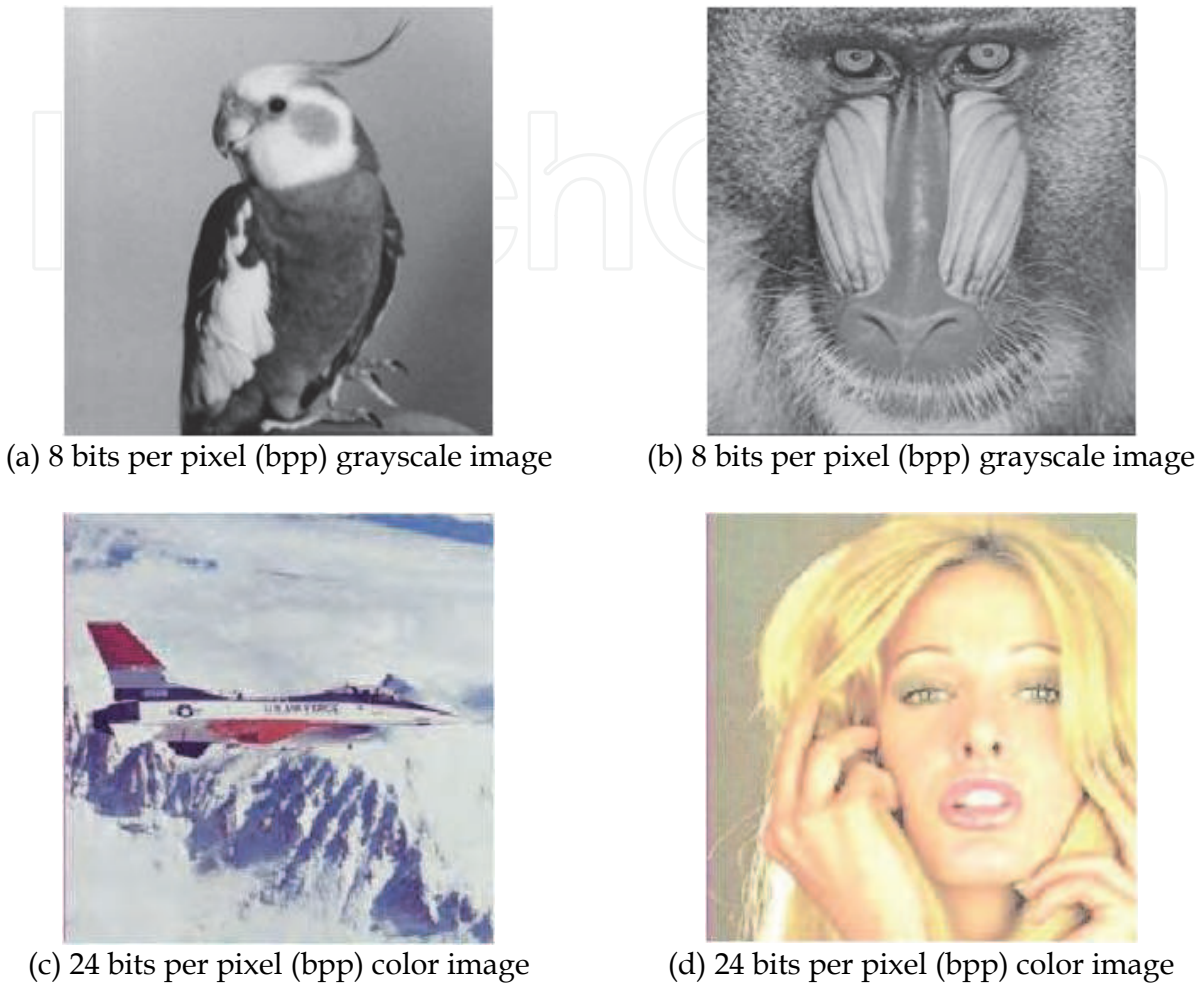 (a) 8 bits per pixel (bpp) grayscale image
(b) 8 bits per pixel (bpp) grayscale image
U.S. AIR FORCE
(c) 24 bits per pixel (bpp) color image
(d) 24 bits per pixel (bpp) color image